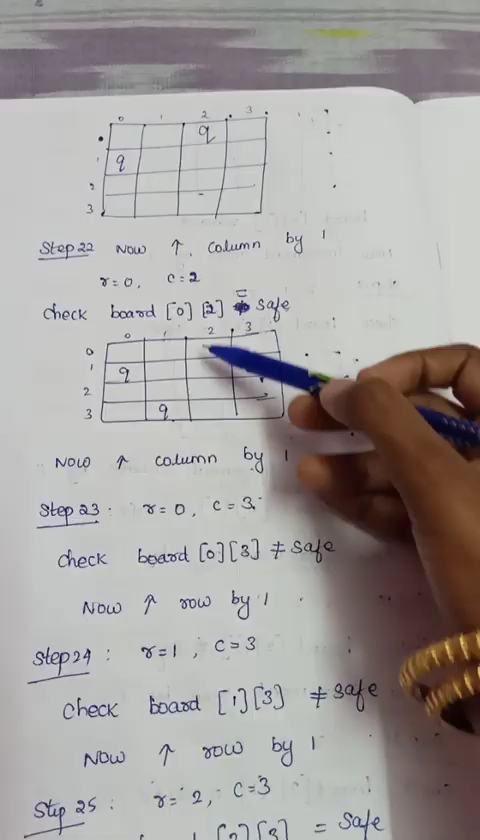 0 1 2 3
q
1 q
2
3
Step 22 Now ↑ column by 1
r=0, c=2
Check board [0] [2] = Safe
0 1 2 3
0
1 q
2
3 q
Now ↑ column by 1
Step 23 : r=0, c=3
Check board [0] [3] ≠ Safe
Now ↑ row by 1
Step 24 : r=1, c=3
Check board [1] [3] ≠ Safe
Now ↑ row by 1
Step 25 : r=2, c=3
[2] [3] = Safe